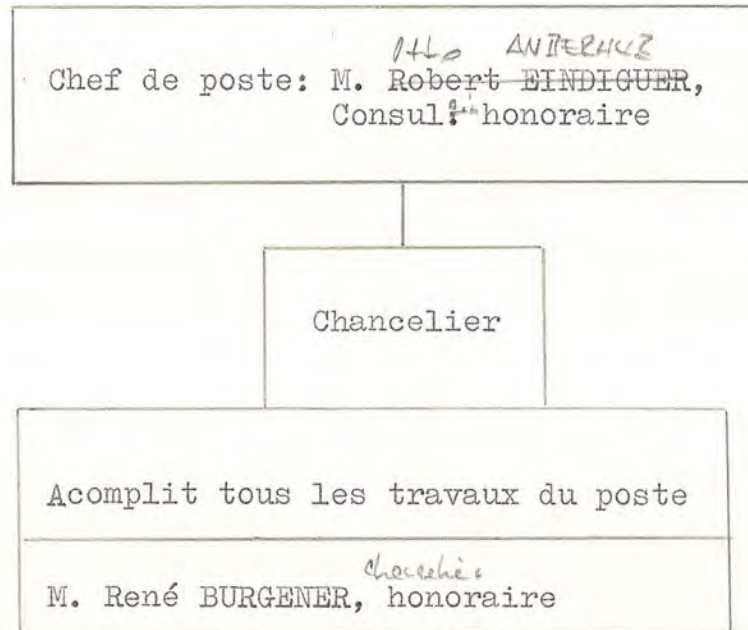 Otto ANDERHUB
Chef de poste: M. Robert EINDIGUER,
Consul honoraire
Chancelier
Acomplit tous les travaux du poste
chancelier
M. René BURGENER, honoraire